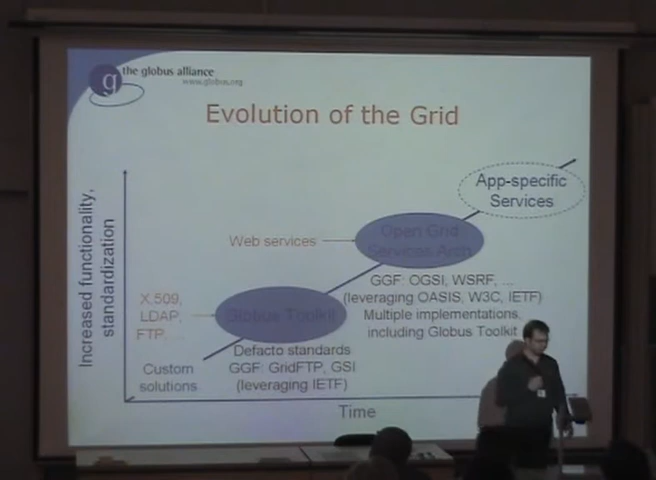 the globus alliance
www.globus.org
Evolution of the Grid
Increased functionality,
standardization
App-specific
Services
Web services
Open Grid
Services Arch
GGF: OGSI, WSRF, ...
(leveraging OASIS, W3C, IETF)
Multiple implementations,
including Globus Toolkit
X.509,
LDAP,
FTP, ...
Globus Toolkit
Defacto standards
GGF: GridFTP, GSI
(leveraging IETF)
Custom
solutions
Time